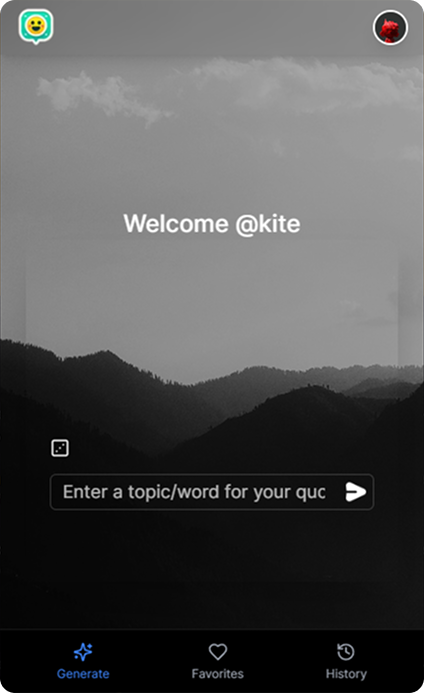 Welcome @kite
Enter a topic/word for your quo
Generate
Favorites
History